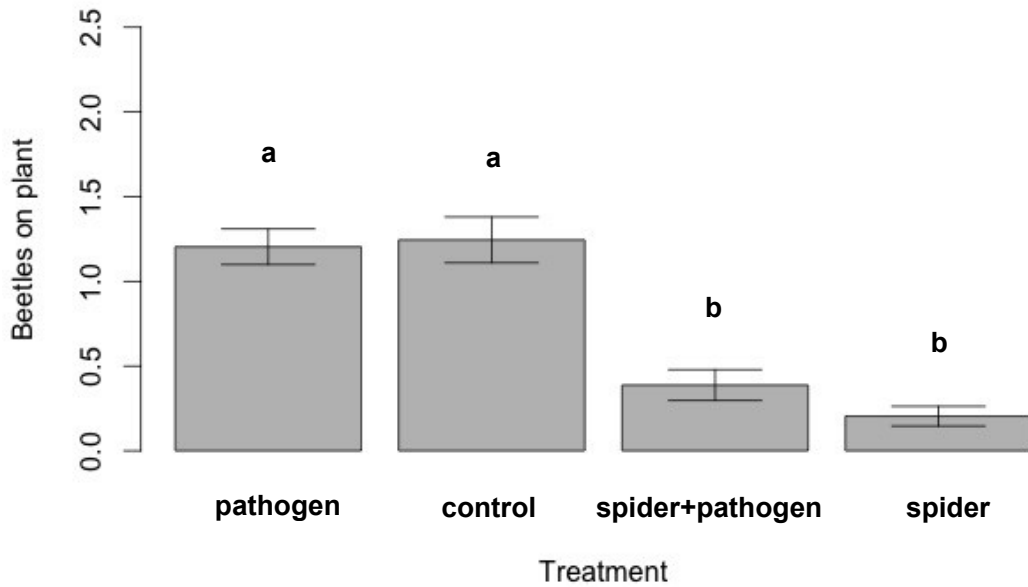 2.5
2.0
1.5
1.0
0.5
0.0
Beetles on plant
a
a
b
b
pathogen control spider+pathogen spider
Treatment